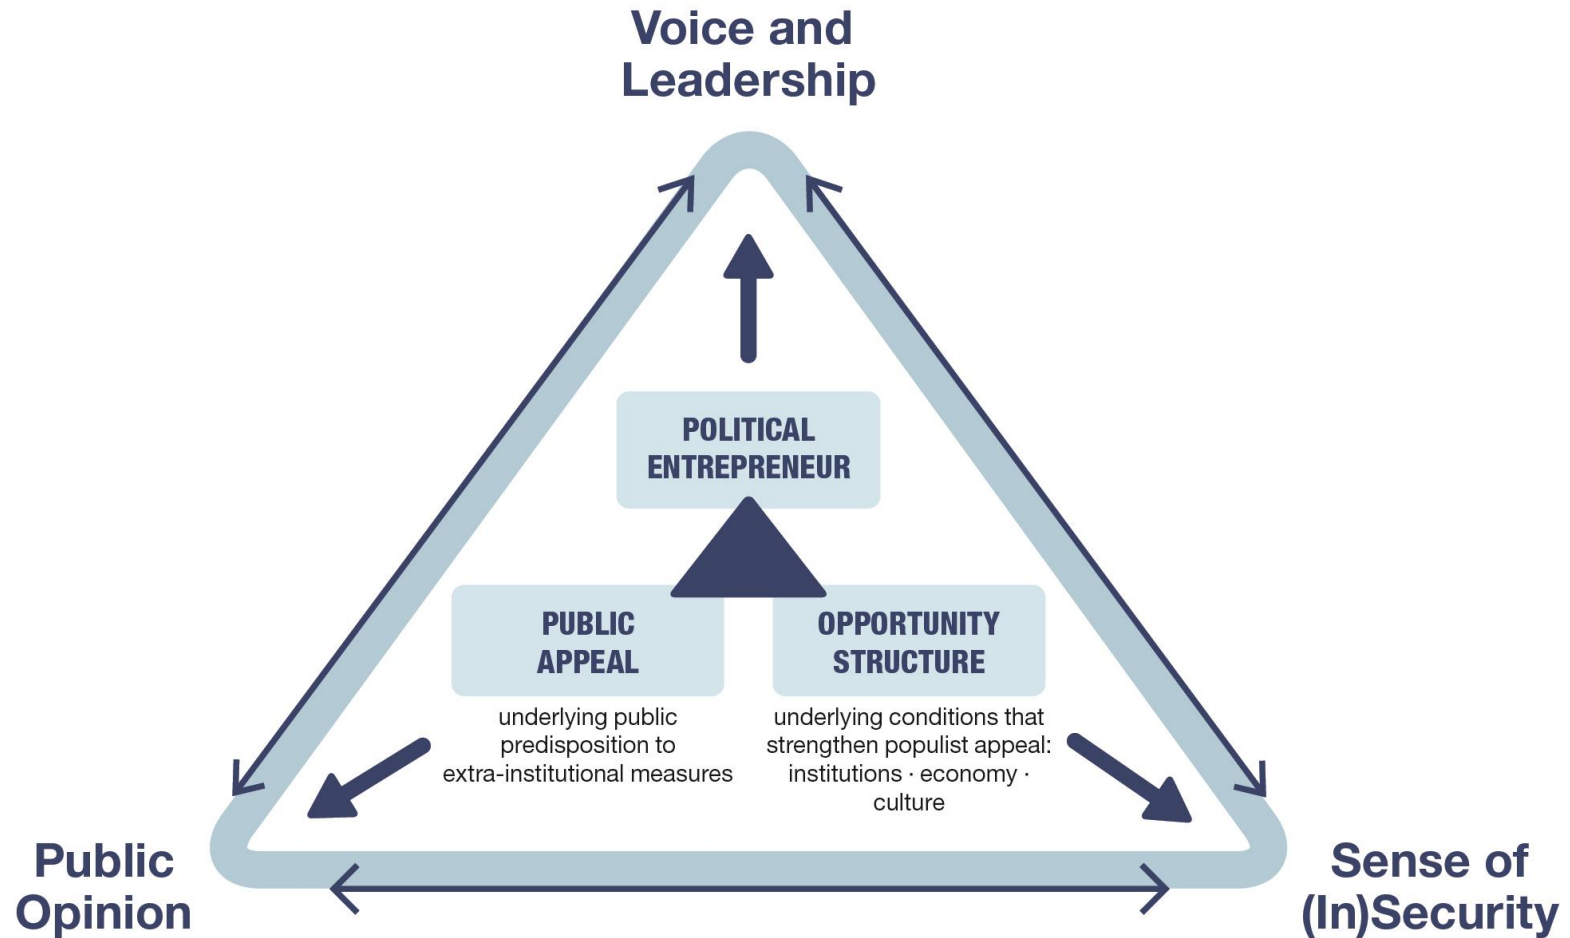 Voice and
Leadership
POLITICAL
ENTREPRENEUR
PUBLIC
APPEAL
underlying public
predisposition to
extra-institutional measures
OPPORTUNITY
STRUCTURE
underlying conditions that
strengthen populist appeal:
institutions · economy ·
culture
Public
Opinion
Sense of
(In)Security